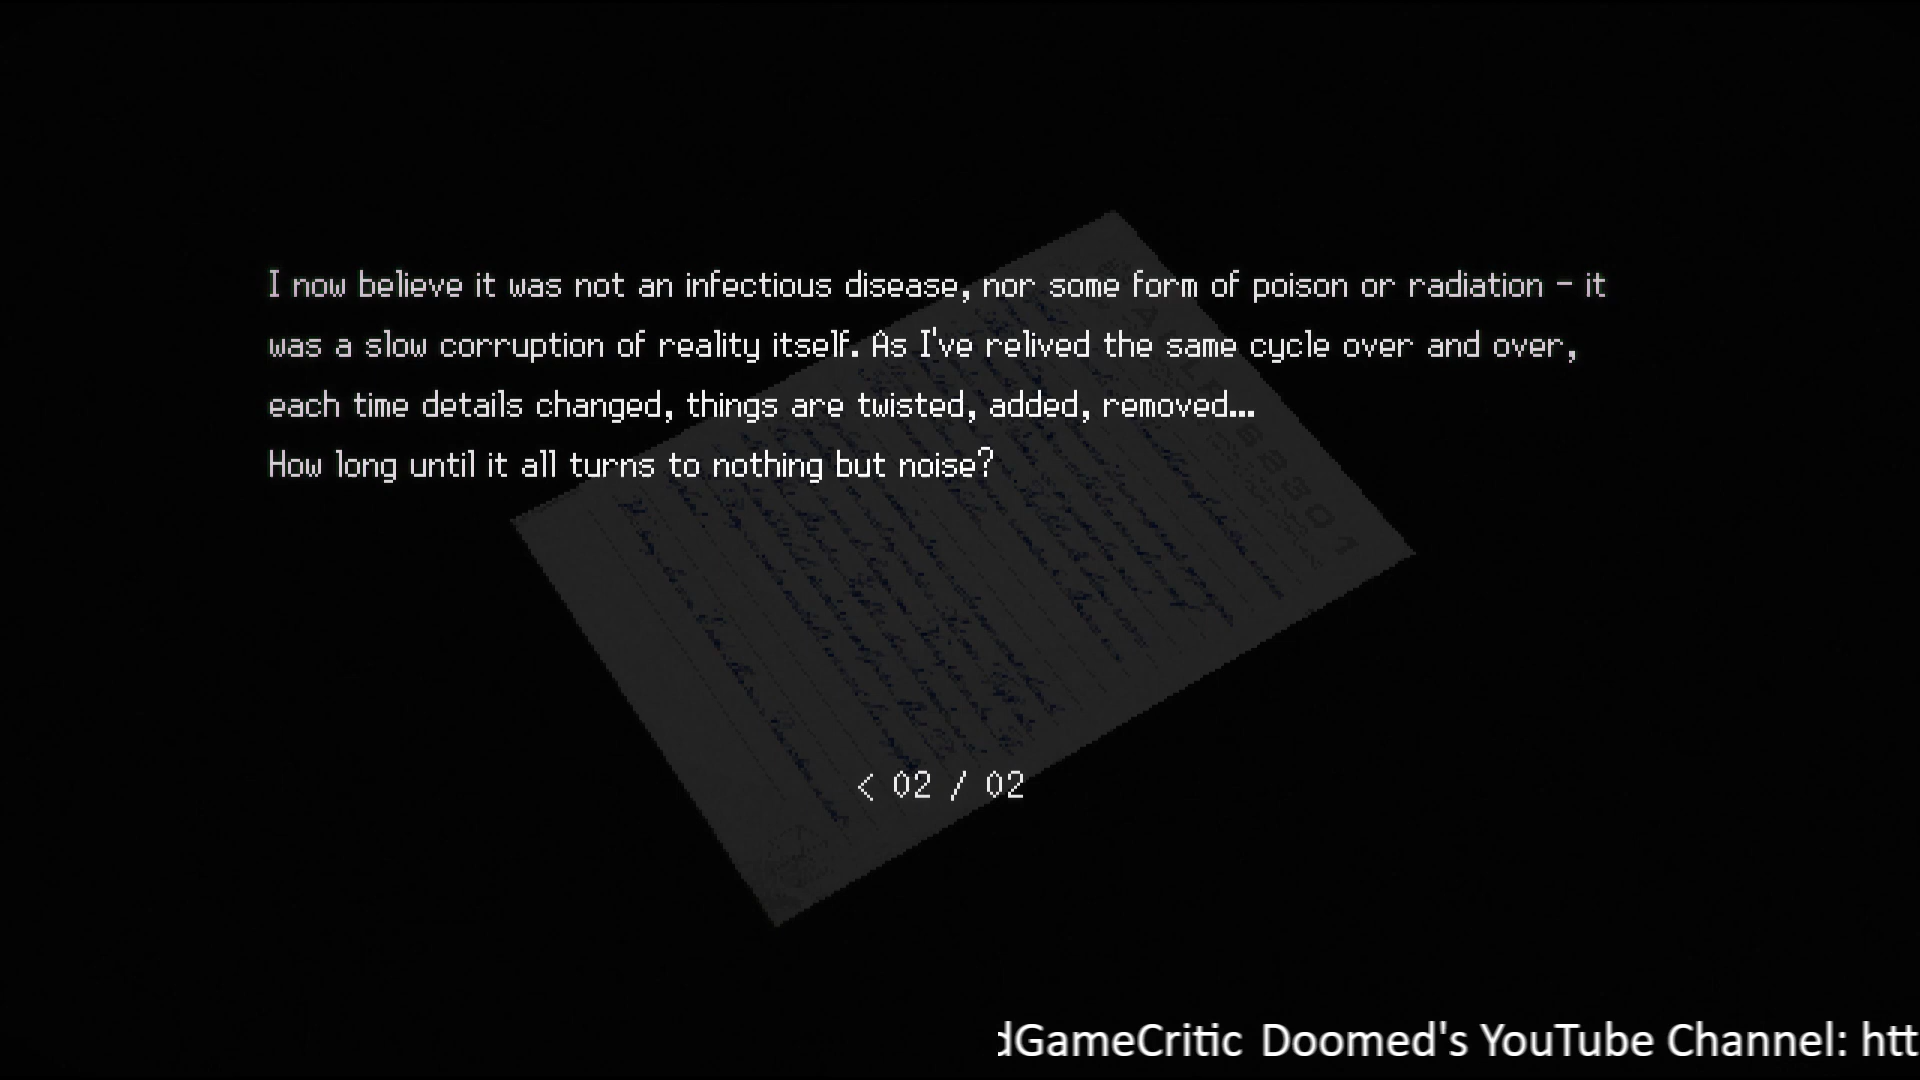 I now believe it was not an infectious disease, nor some form of poison or radiation - it
was a slow corruption of reality itself. As I've relived the same cycle over and over,
each time details changed, things are twisted, added, removed...
How long until it all turns to nothing but noise?
< 02 / 02
dGameCritic Doomed's YouTube Channel: htt